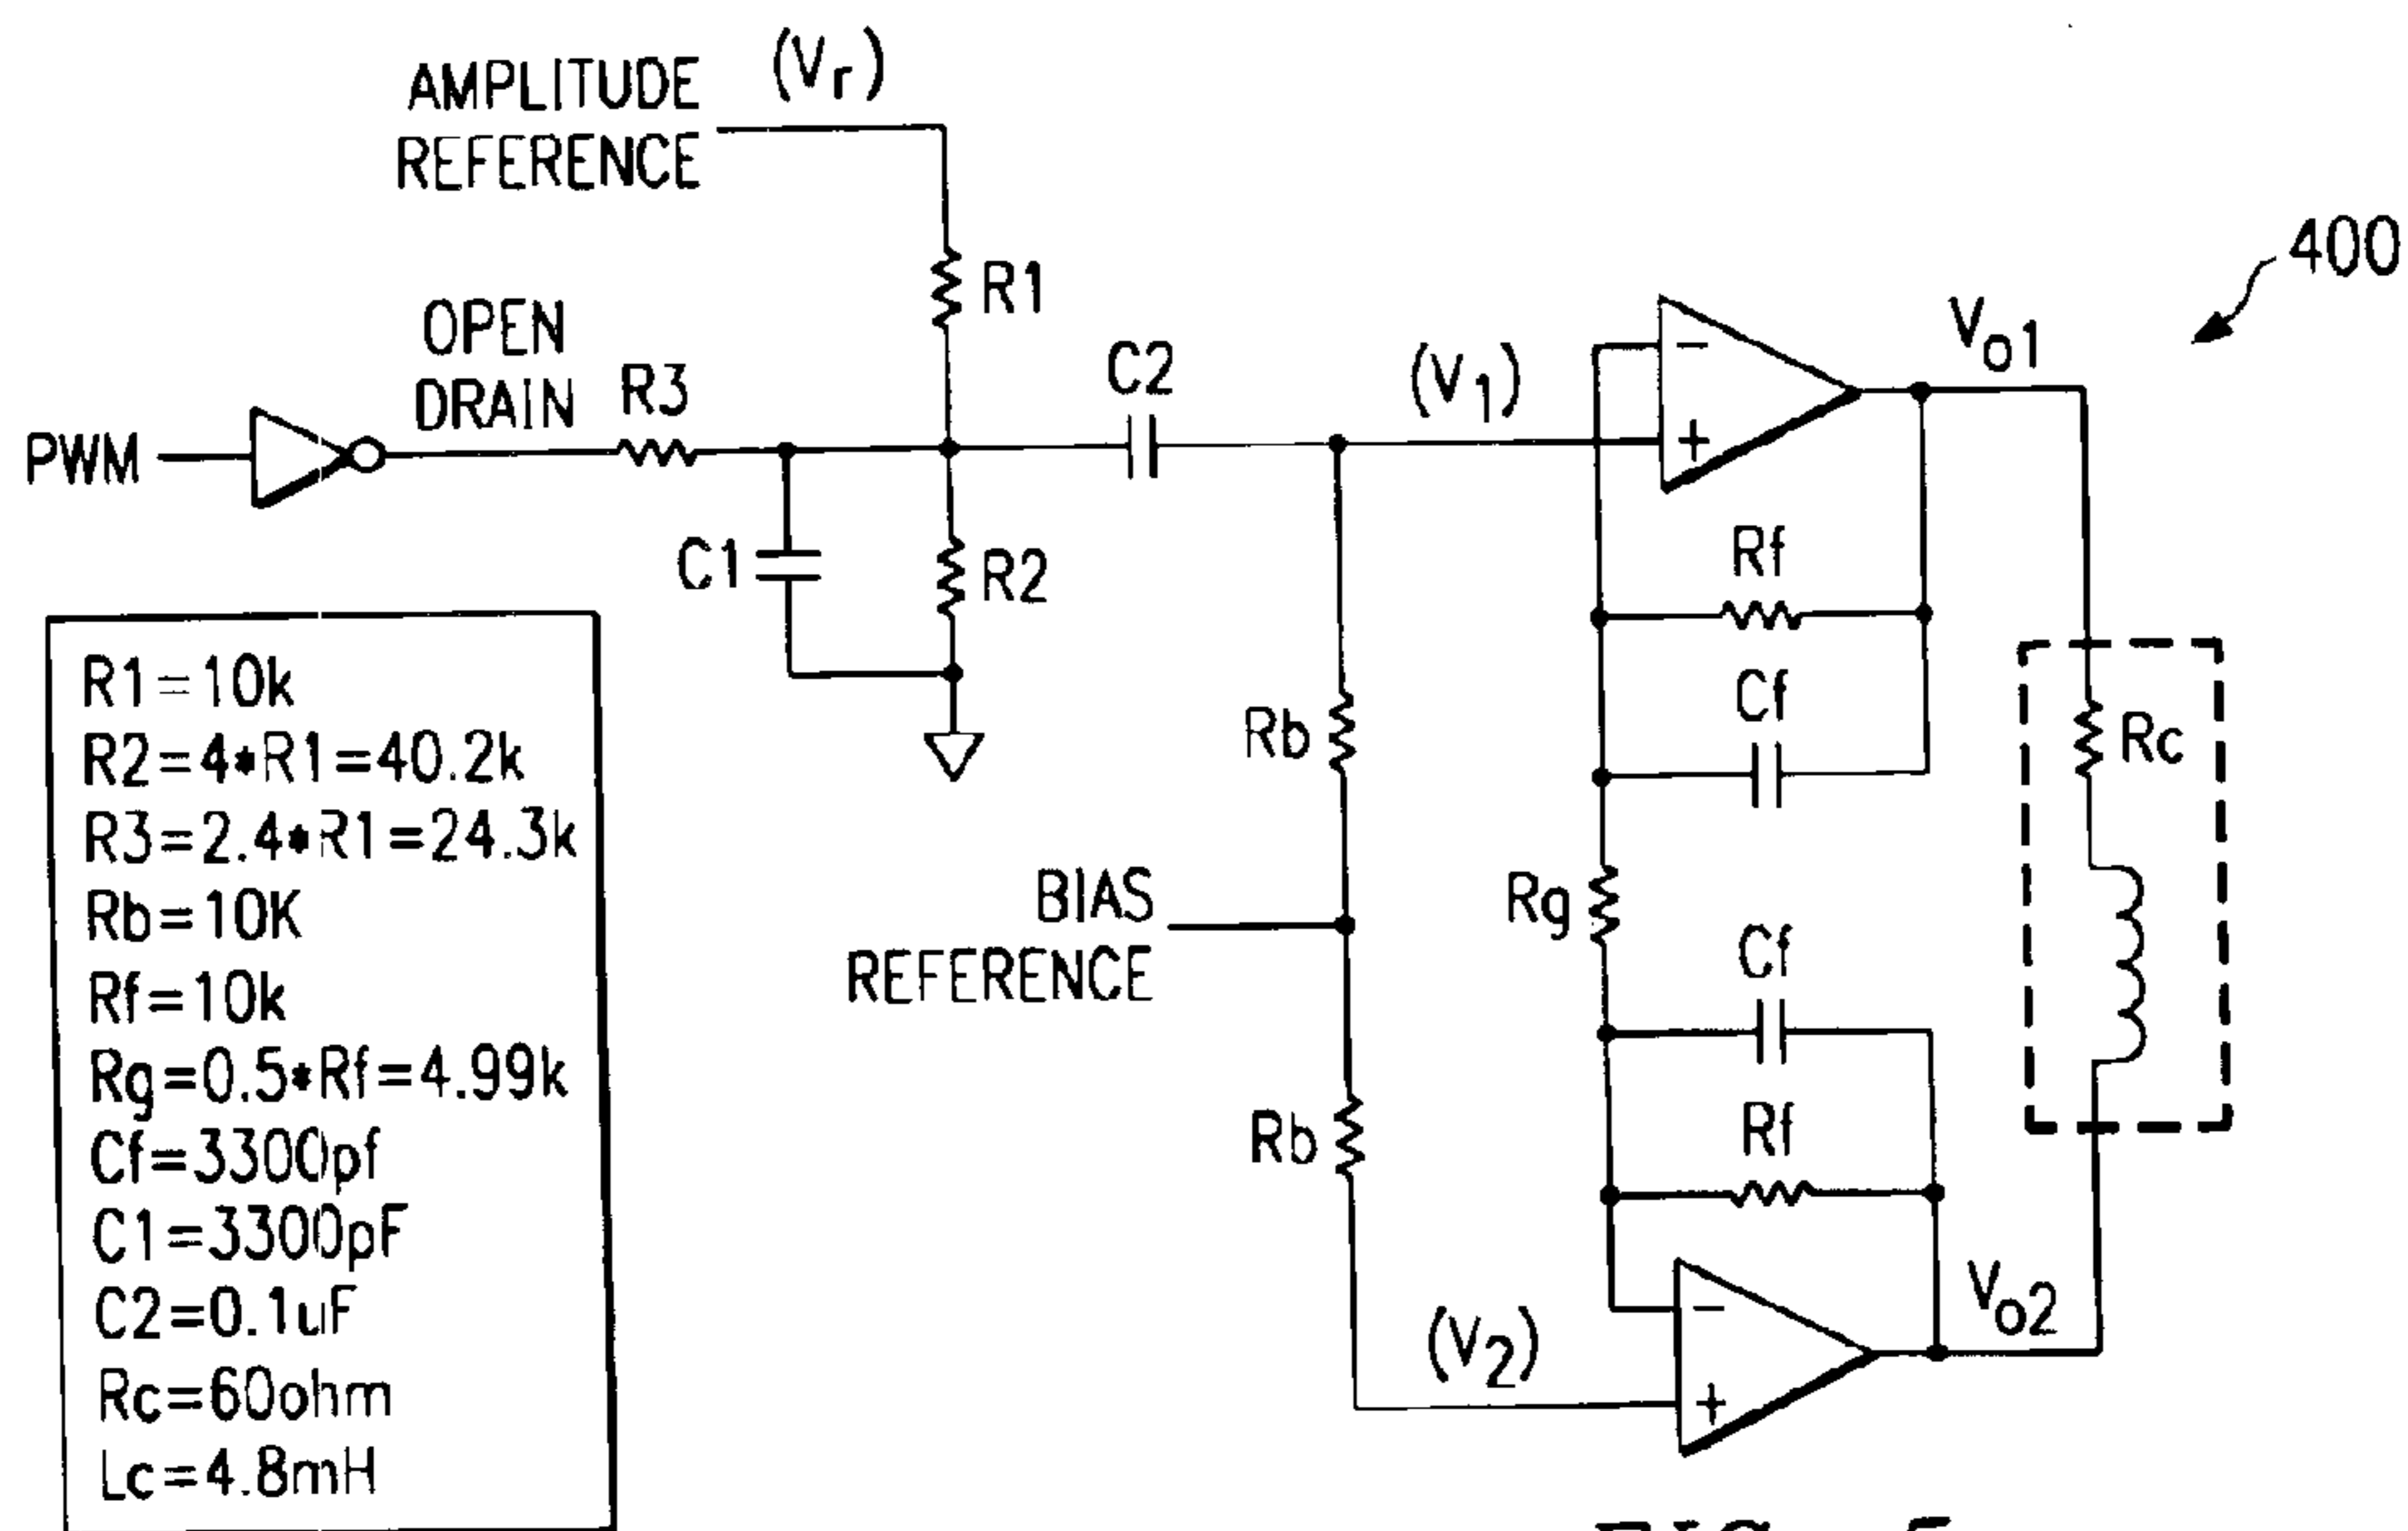 AMPLITUDE
REFERENCE
(Vr)
R1
400
OPEN
DRAIN
PWM
R3
C2
(V1)
−
+
Vo1
C1
R2
Rf
Cf
Rb
Rg
Rc
BIAS
REFERENCE
Cf
Rf
Rb
(V2)
−
+
Vo2
R1=10k
R2=4*R1=40.2k
R3=2.4*R1=24.3k
Rb=10K
Rf=10k
Rg=0.5*Rf=4.99k
Cf=3300pf
C1=3300pF
C2=0.1uF
Rc=60ohm
Lc=4.8mH